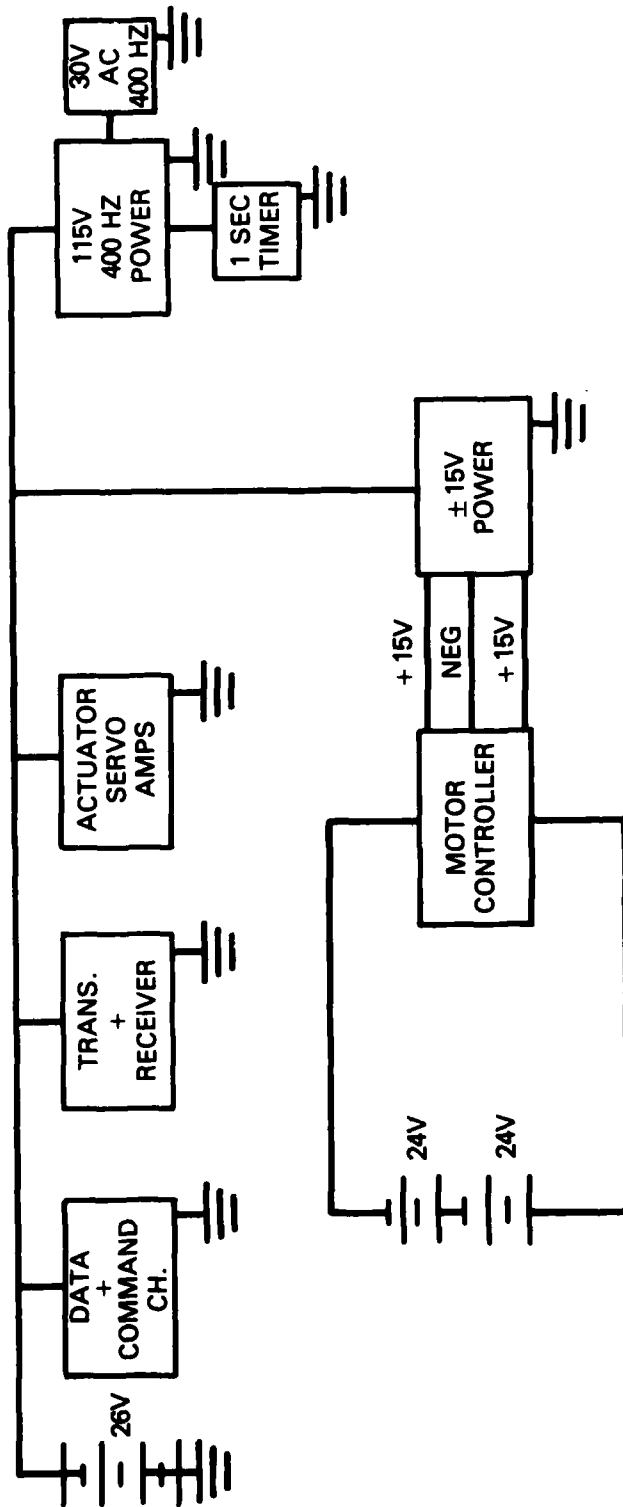 26V
DATA
+
COMMAND
CH.
TRANS.
+
RECEIVER
ACTUATOR
SERVO
AMPS
115V
400 HZ
POWER
30V
AC
400 HZ
1 SEC
TIMER
24V
24V
MOTOR
CONTROLLER
+ 15V
NEG
+ 15V
± 15V
POWER